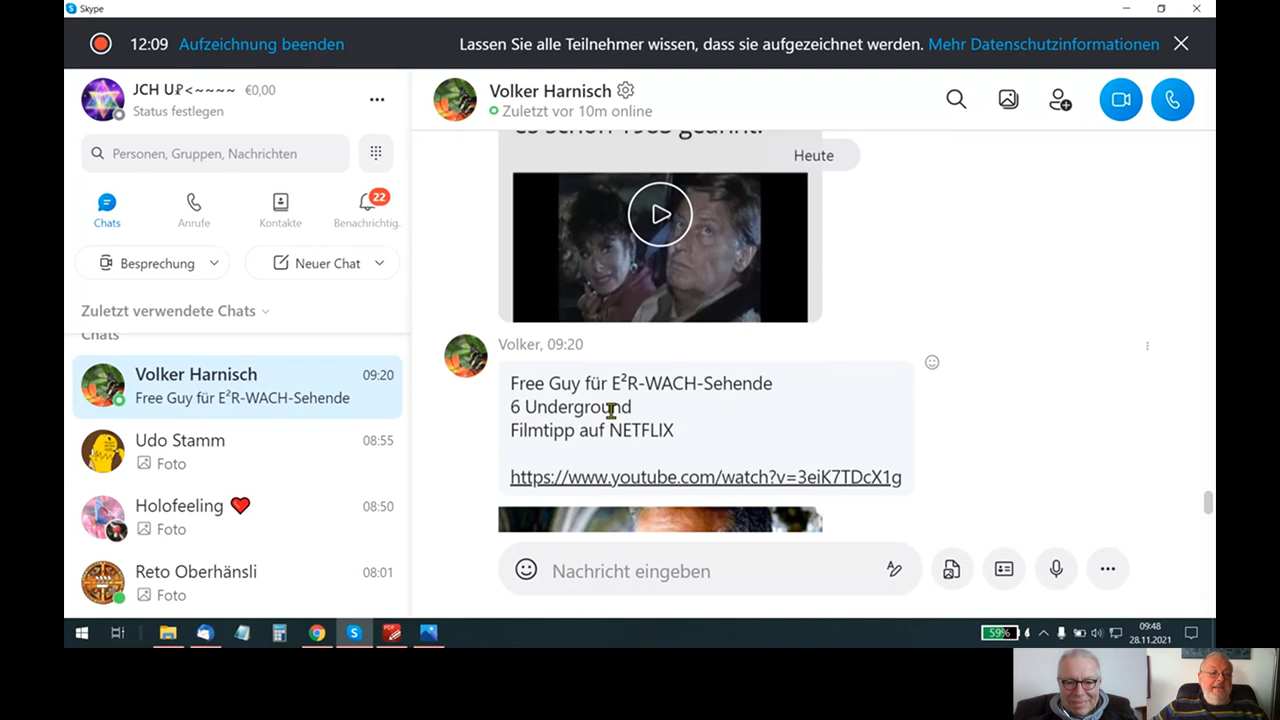 Skype
12:09 Aufzeichnung beenden
Lassen Sie alle Teilnehmer wissen, dass sie aufgezeichnet werden. Mehr Datenschutzinformationen
JCH U₽<~~~~ €0,00
Status festlegen
Personen, Gruppen, Nachrichten
22
Chats Anrufe Kontakte Benachrichtig.
Besprechung
Neuer Chat
Zuletzt verwendete Chats
Chats
Volker Harnisch 09:20
Free Guy für E²R-WACH-Sehende
Udo Stamm 08:55
Foto
Holofeeling 08:50
Foto
Reto Oberhänsli 08:01
Foto
Volker Harnisch
Zuletzt vor 10m online
es schon 1983 geahnt.
Heute
Volker, 09:20
Free Guy für E²R-WACH-Sehende
6 Underground
Filmtipp auf NETFLIX
https://www.youtube.com/watch?v=3eiK7TDcX1g
Nachricht eingeben
59%
09:48
28.11.2021